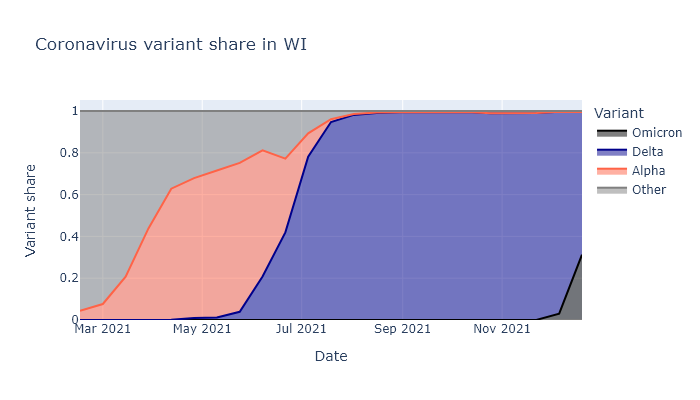 Coronavirus variant share in WI
Variant
Omicron
Delta
Alpha
Other
Variant share
1
0.8
0.6
0.4
0.2
0
Mar 2021
May 2021
Jul 2021
Sep 2021
Nov 2021
Date